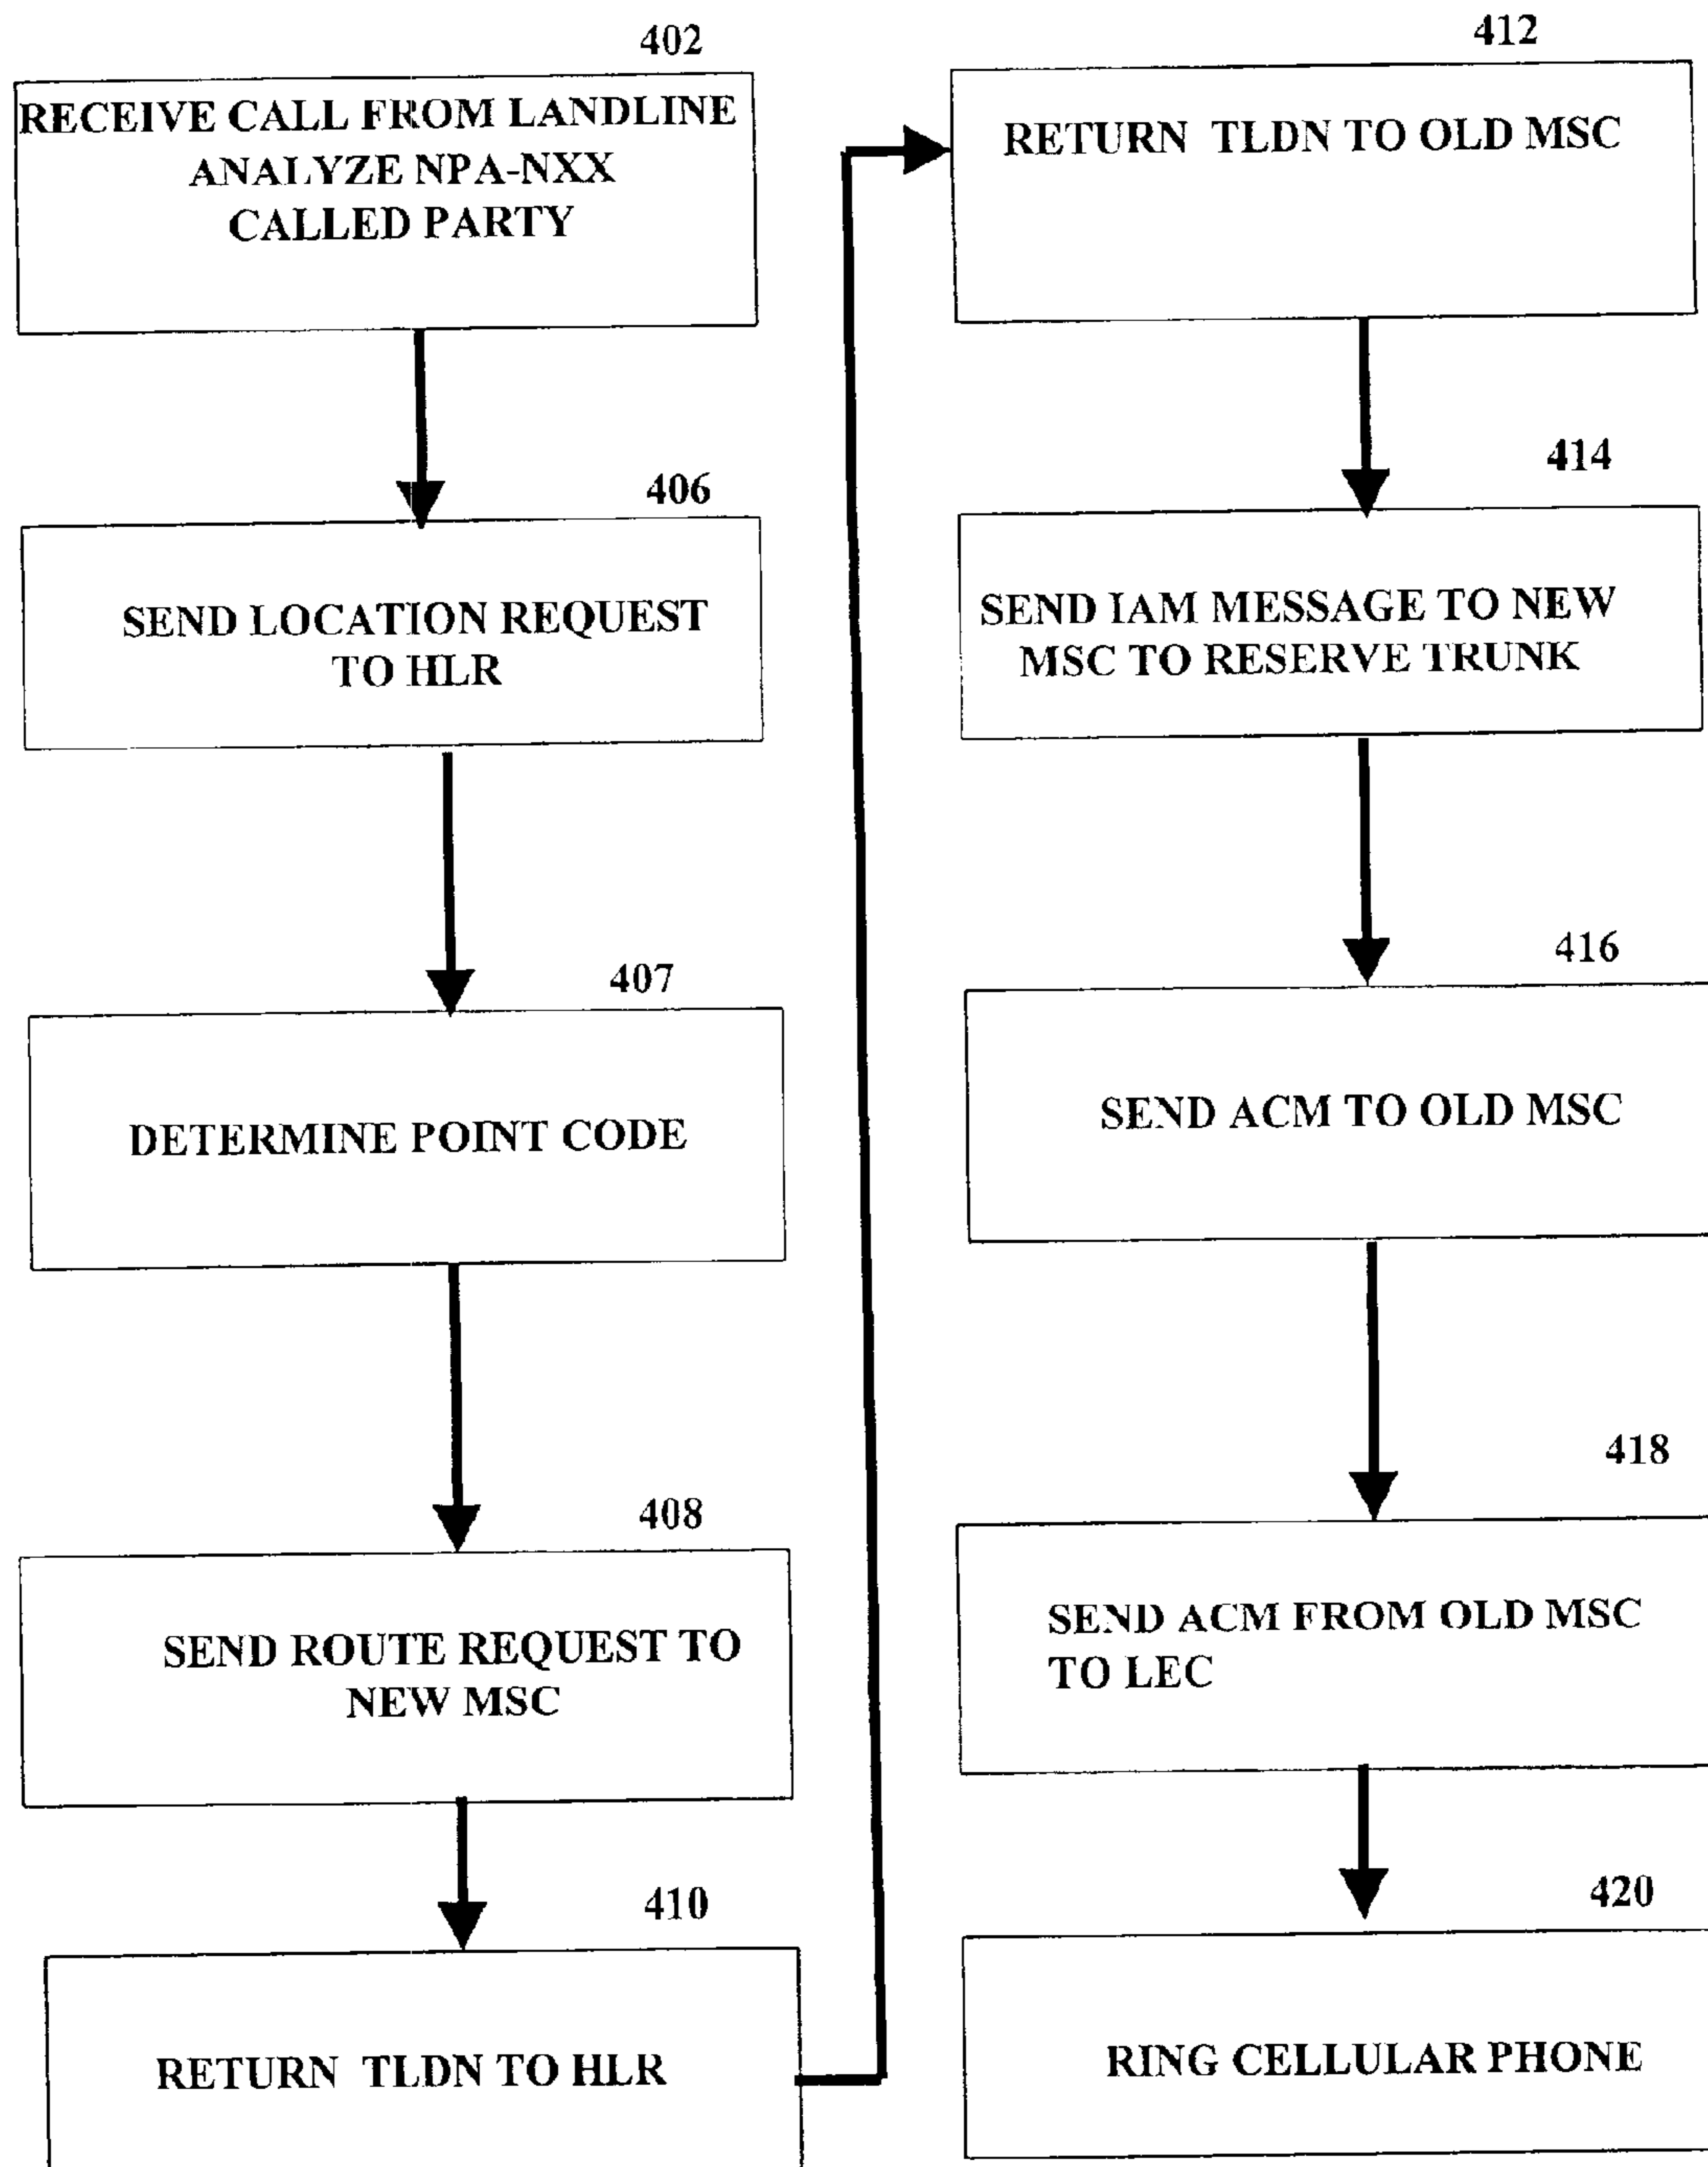 402
RECEIVE CALL FROM LANDLINE
ANALYZE NPA-NXX
CALLED PARTY
406
SEND LOCATION REQUEST
TO HLR
407
DETERMINE POINT CODE
408
SEND ROUTE REQUEST TO
NEW MSC
410
RETURN TLDN TO HLR
412
RETURN TLDN TO OLD MSC
414
SEND IAM MESSAGE TO NEW
MSC TO RESERVE TRUNK
416
SEND ACM TO OLD MSC
418
SEND ACM FROM OLD MSC
TO LEC
420
RING CELLULAR PHONE